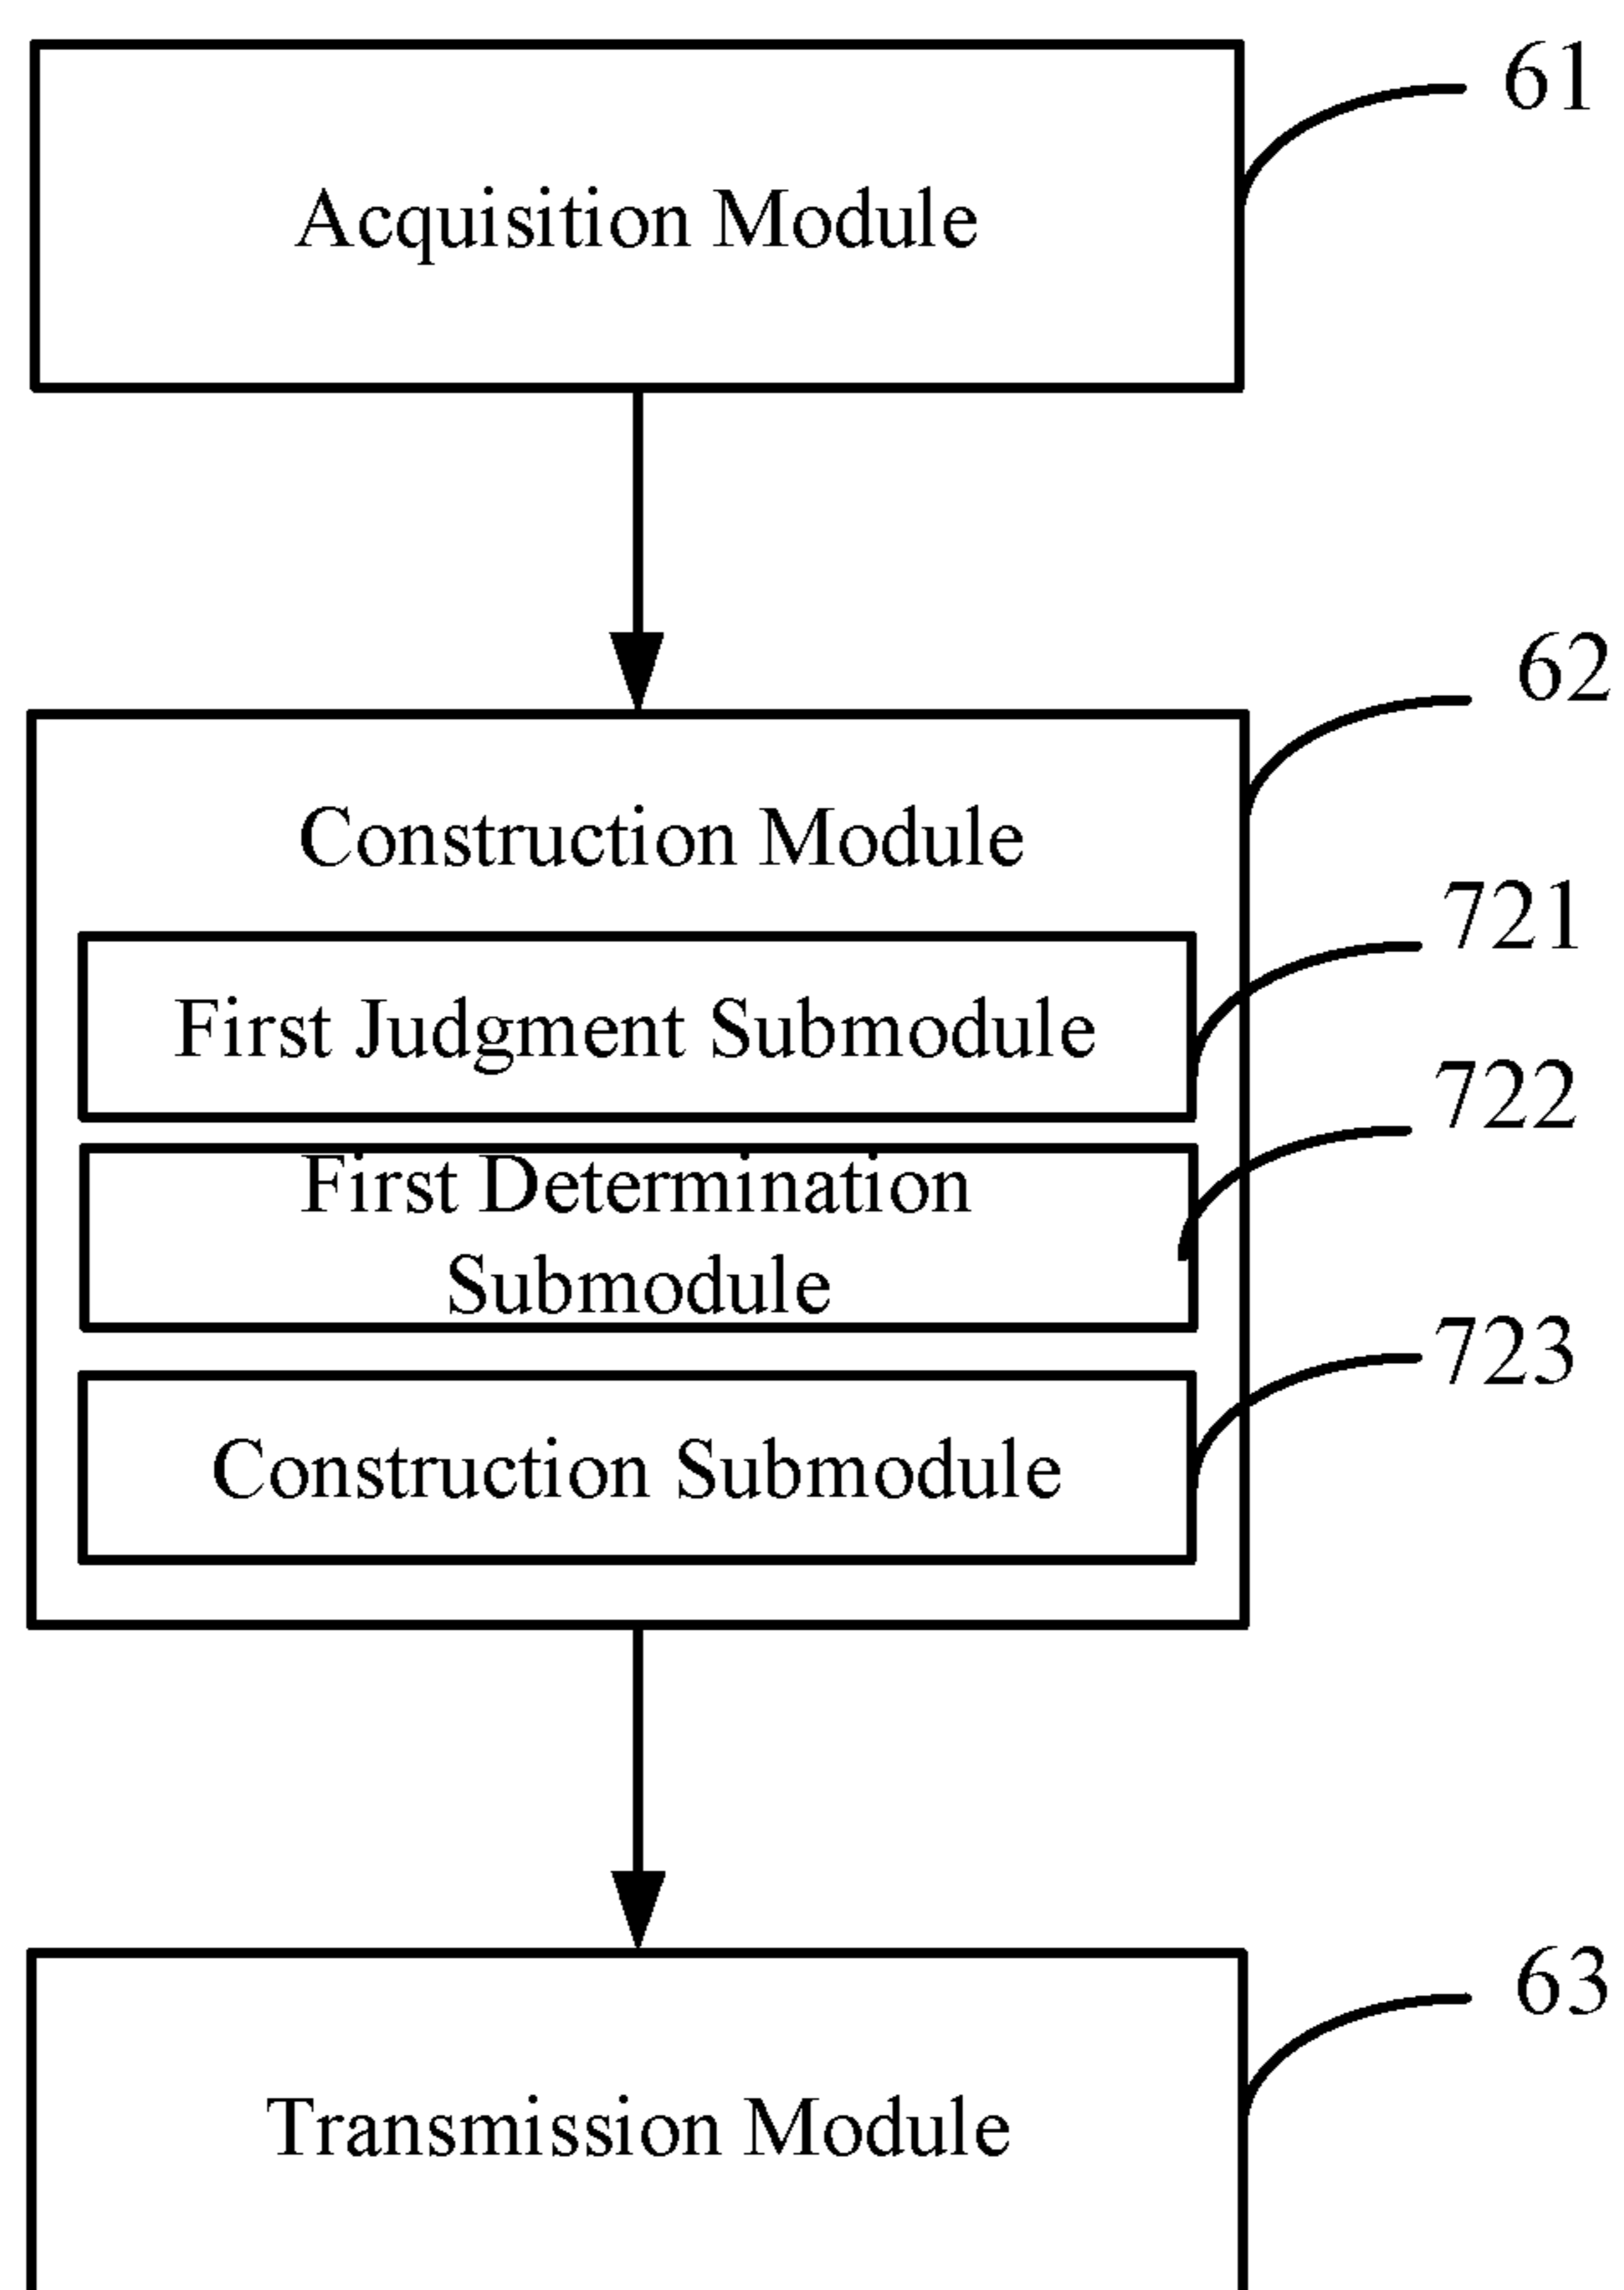 61
Acquisition Module
62
Construction Module
721
First Judgment Submodule
722
First Determination
Submodule
723
Construction Submodule
63
Transmission Module